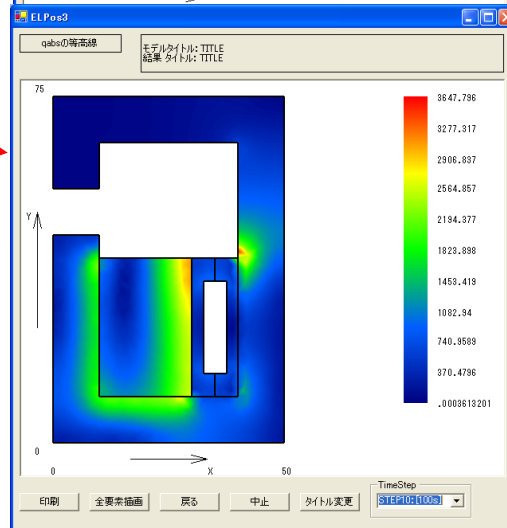 ELPos3
qabsの等高線
モデルタイトル: TITLE
結果 タイトル: TITLE
75
Y
0
0
X
50
3647.796
3277.317
2906.837
2564.857
2194.377
1823.898
1453.419
1082.94
740.9589
370.4796
.0003613201
TimeStep
印刷
全要素描画
戻る
中止
タイトル変更
STEP10:[100s]